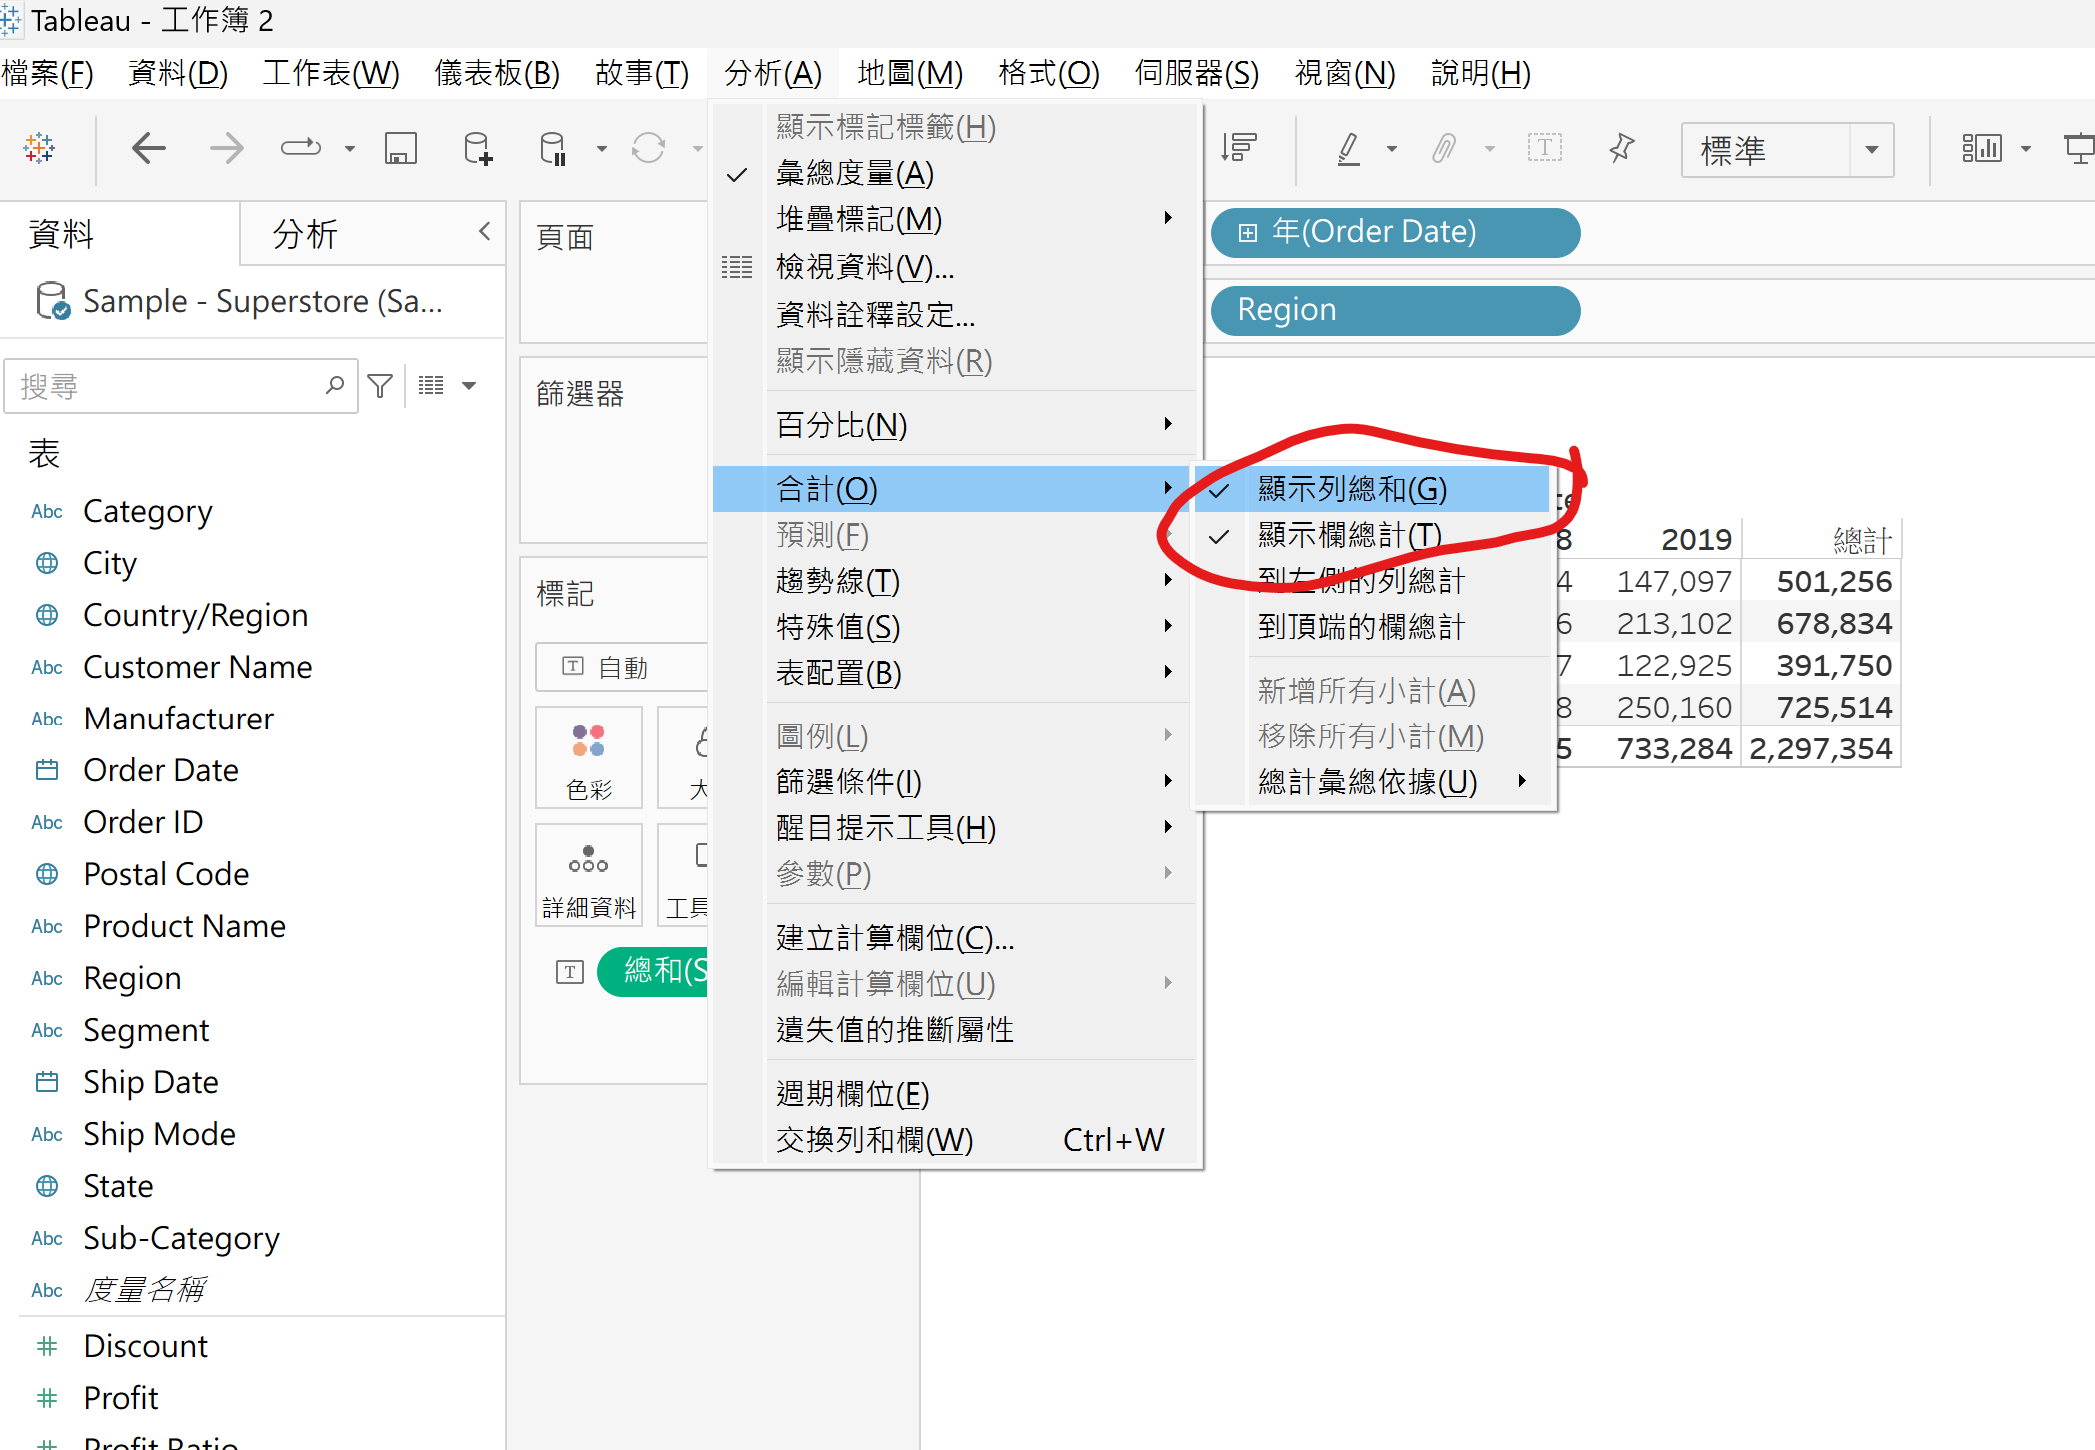 Tableau - 工作簿 2
檔案(F) 資料(D) 工作表(W) 儀表板(B) 故事(T) 分析(A) 地圖(M) 格式(O) 伺服器(S) 視窗(N) 說明(H)
標準
資料 分析
Sample - Superstore (Sa...
搜尋
表
Abc Category
City
Country/Region
Abc Customer Name
Abc Manufacturer
Order Date
Abc Order ID
Postal Code
Abc Product Name
Abc Region
Abc Segment
Ship Date
Abc Ship Mode
State
Abc Sub-Category
Abc 度量名稱
Discount
Profit
Profit Ratio
頁面
篩選器
標記
自動
色彩
大
詳細資料
工具
總和(S
顯示標記標籤(H)
彙總度量(A)
堆疊標記(M)
檢視資料(V)...
資料詮釋設定...
顯示隱藏資料(R)
百分比(N)
合計(O)
預測(F)
趨勢線(T)
特殊值(S)
表配置(B)
圖例(L)
篩選條件(I)
醒目提示工具(H)
參數(P)
建立計算欄位(C)...
編輯計算欄位(U)
遺失值的推斷屬性
週期欄位(E)
交換列和欄(W) Ctrl+W
顯示列總和(G)
顯示欄總計(T)
到左側的列總計
到頂端的欄總計
新增所有小計(A)
移除所有小計(M)
總計彙總依據(U)
年(Order Date)
Region
te
8 2019 總計
4 147,097 501,256
6 213,102 678,834
7 122,925 391,750
8 250,160 725,514
5 733,284 2,297,354